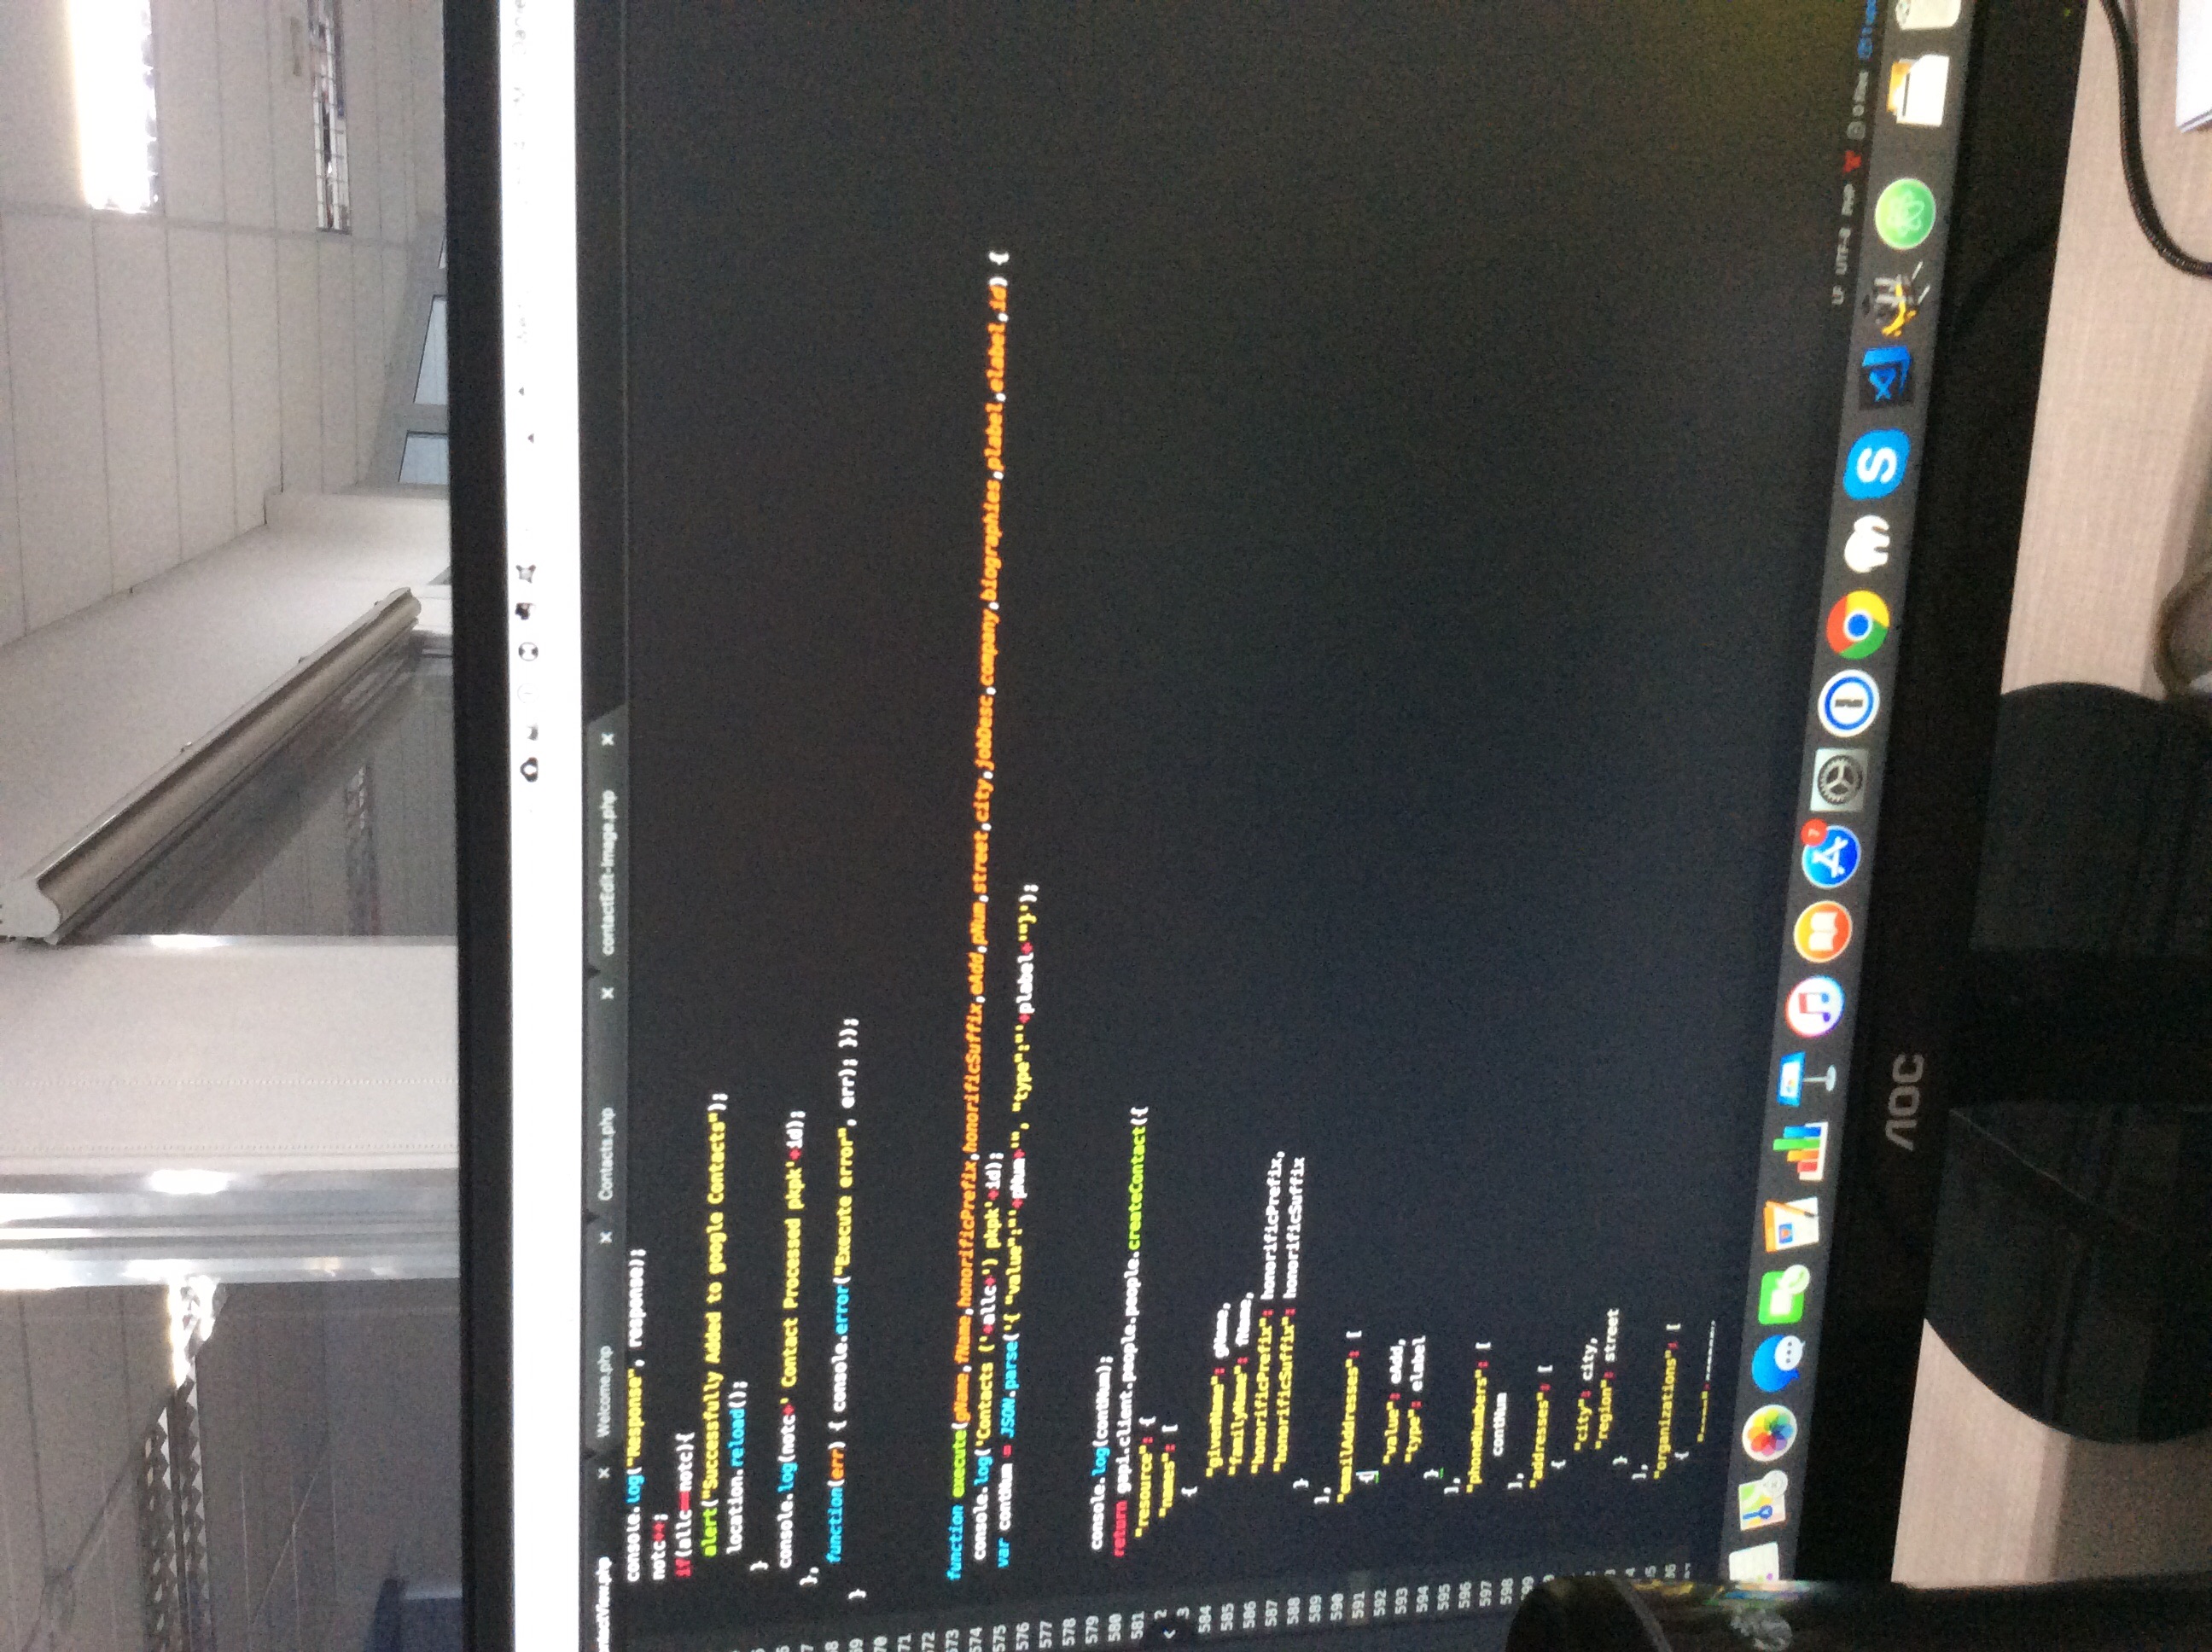 Danie
ontactView.php × Welcome.php × Contacts.php × contactEdit-Image.php ×
console.log("Response", response);
notc++;
if(allc==notc){
alert("Successfully Added to google Contacts");
location.reload();
}
console.log(notc+' Contact Processed pkpk'+id);
},
function(err) { console.error("Execute error", err); });
69 }
70
71
572
573 function execute(gName,fName,honorificPrefix,honorificSuffix,eAdd,pNum,street,city,jobDesc,company,biographies,plabel,elabel,id) {
574 console.log('Contacts ('+allc+') pkpk'+id);
575 var contNum = JSON.parse('{ "value":"'+pNum+'", "type":"'+plabel+'"}');
576
577
578
579 console.log(contNum);
580 return gapi.client.people.people.createContact({
581 "resource": {
2 "names": [
3 {
584 "givenName": gName,
585 "familyName": fName,
586 "honorificPrefix": honorificPrefix,
587 "honorificSuffix": honorificSuffix
588 }
589 ],
590 "emailAddresses": [
591 {
592 "value": eAdd,
593 "type": elabel
594 }
595 ],
596 "phoneNumbers": [
597 contNum
598 ],
99 "addresses": [
{
"city": city,
"region": street
}
],
"organizations": [
{
7
LF UTF-8 PHP 0 files
AOC